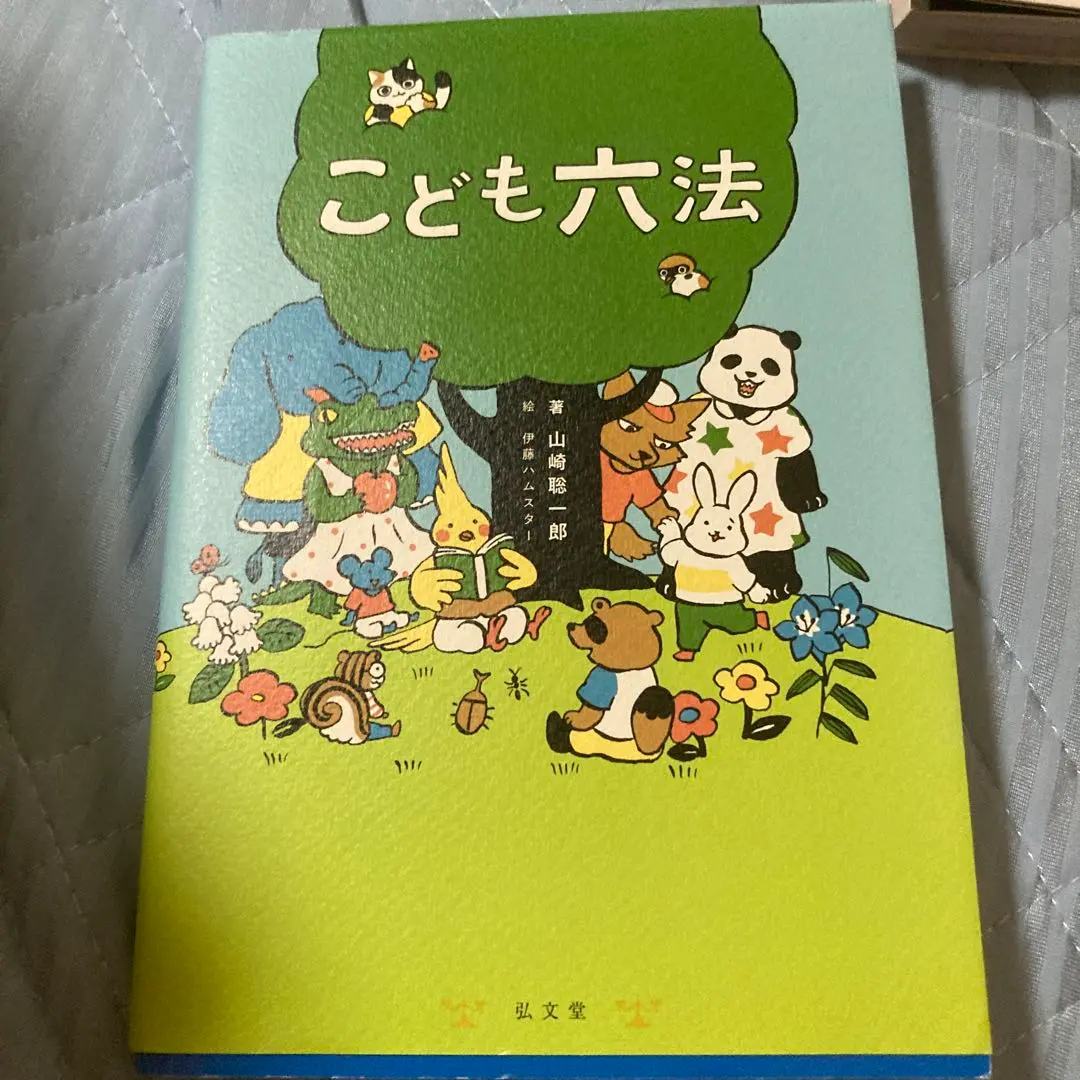 こども六法
著 山崎聡一郎
絵 伊藤ハムスター
弘文堂